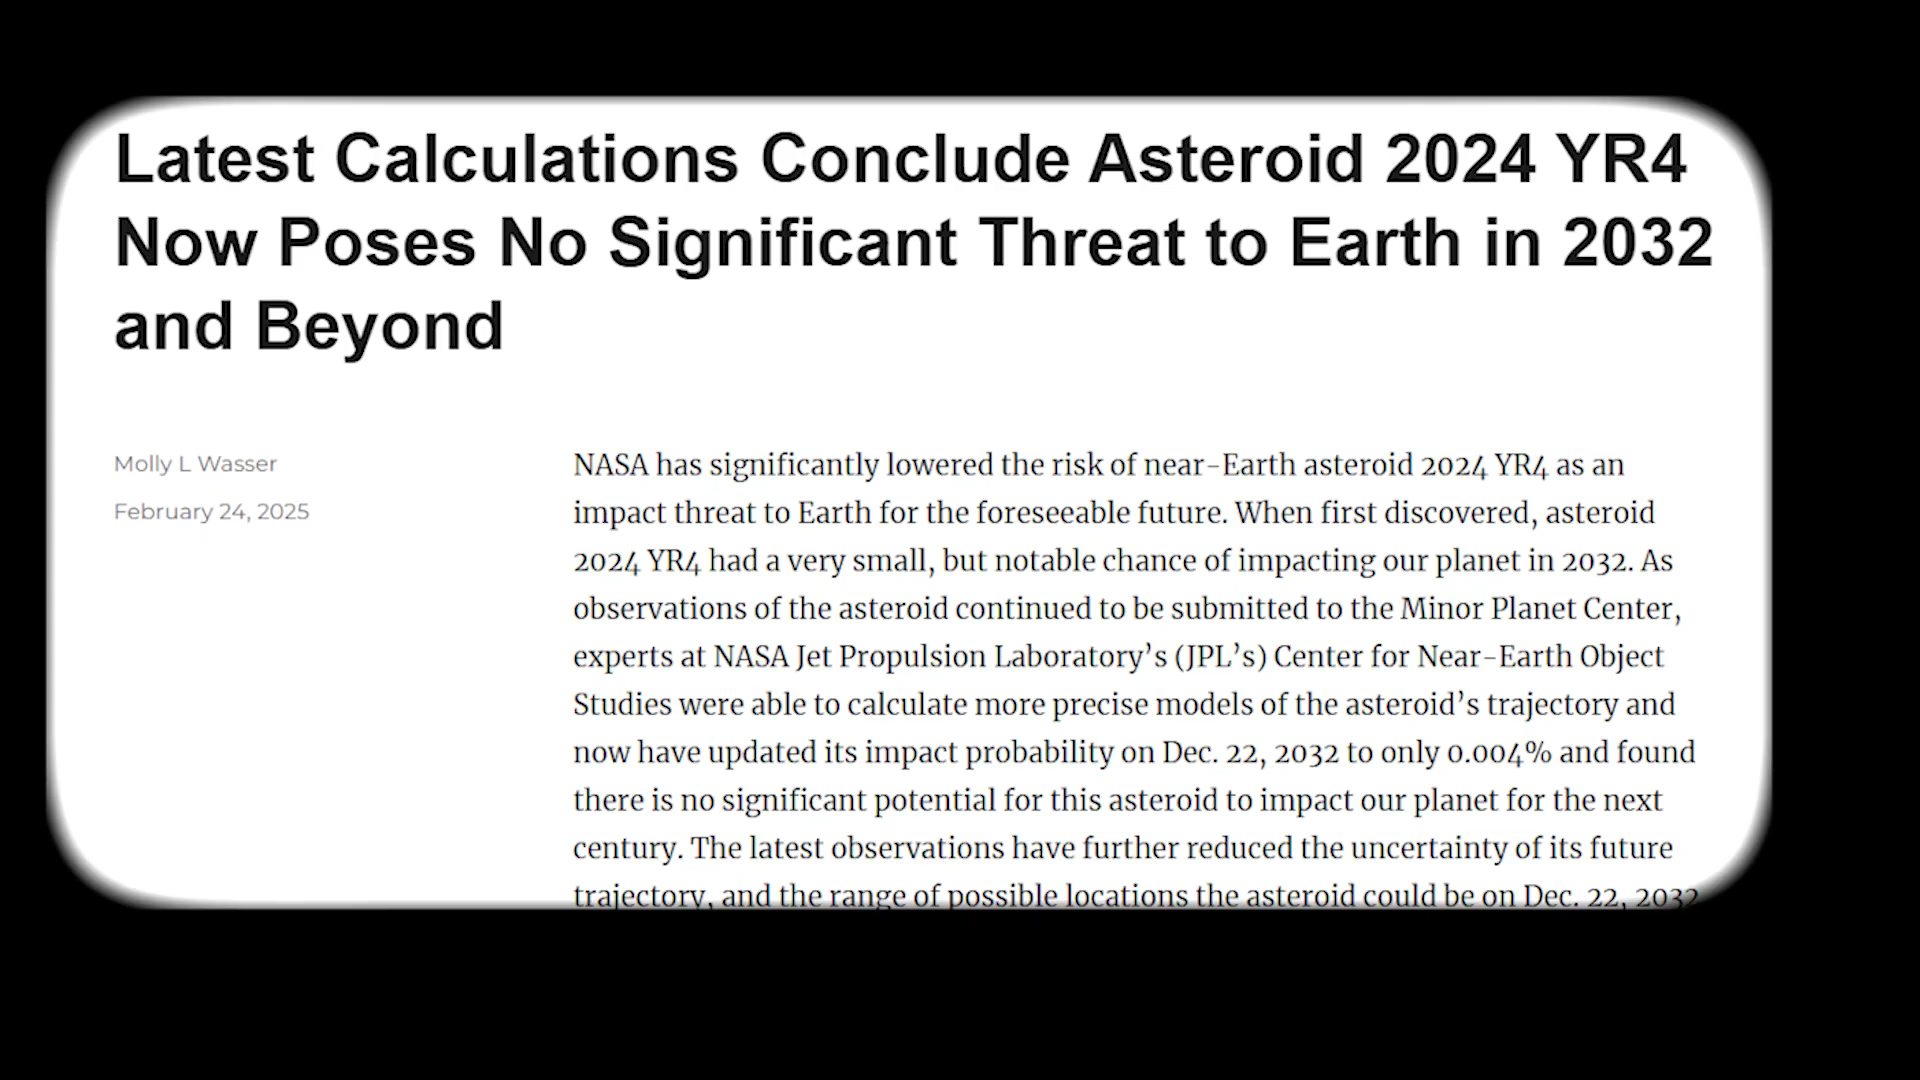 Latest Calculations Conclude Asteroid 2024 YR4
Now Poses No Significant Threat to Earth in 2032
and Beyond
Molly L Wasser
February 24, 2025
NASA has significantly lowered the risk of near-Earth asteroid 2024 YR4 as an
impact threat to Earth for the foreseeable future. When first discovered, asteroid
2024 YR4 had a very small, but notable chance of impacting our planet in 2032. As
observations of the asteroid continued to be submitted to the Minor Planet Center,
experts at NASA Jet Propulsion Laboratory’s (JPL’s) Center for Near-Earth Object
Studies were able to calculate more precise models of the asteroid’s trajectory and
now have updated its impact probability on Dec. 22, 2032 to only 0.004% and found
there is no significant potential for this asteroid to impact our planet for the next
century. The latest observations have further reduced the uncertainty of its future
trajectory, and the range of possible locations the asteroid could be on Dec. 22, 2032